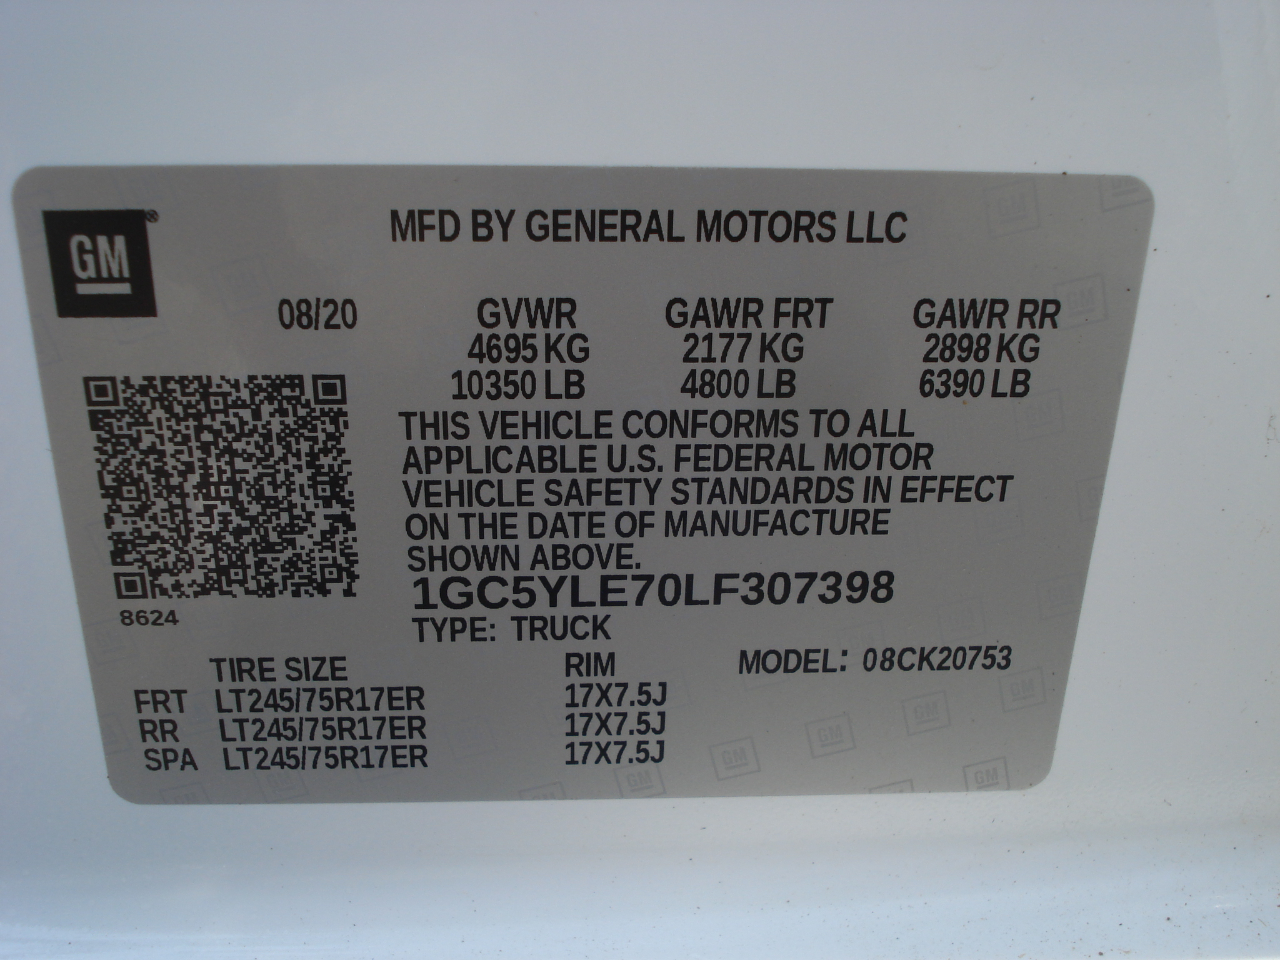 GM®
MFD BY GENERAL MOTORS LLC
08/20 GVWR GAWR FRT GAWR RR
4695 KG 2177 KG 2898 KG
10350 LB 4800 LB 6390 LB
THIS VEHICLE CONFORMS TO ALL
APPLICABLE U.S. FEDERAL MOTOR
VEHICLE SAFETY STANDARDS IN EFFECT
ON THE DATE OF MANUFACTURE
SHOWN ABOVE.
1GC5YLE70LF307398
8624
TYPE: TRUCK
TIRE SIZE RIM MODEL: 08CK20753
FRT LT245/75R17ER 17X7.5J
RR LT245/75R17ER 17X7.5J
SPA LT245/75R17ER 17X7.5J